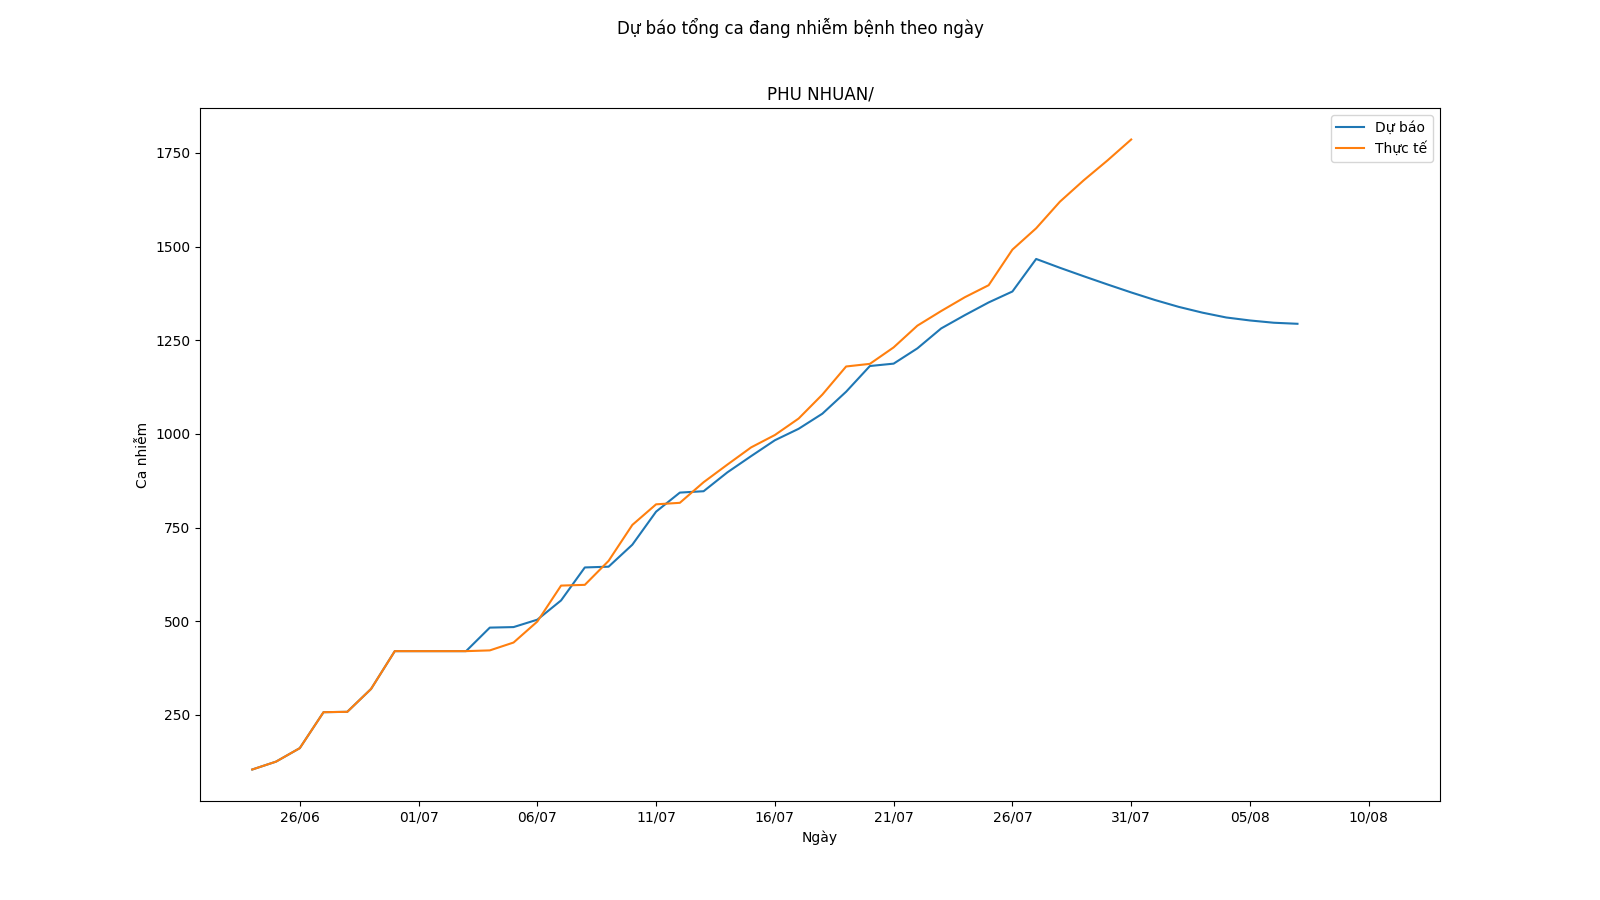 Dự báo tổng ca đang nhiễm bệnh theo ngày
PHU NHUAN/
Dự báo
Thực tế
1750
1500
1250
1000
750
500
250
Ca nhiễm
26/06 01/07 06/07 11/07 16/07 21/07 26/07 31/07 05/08 10/08
Ngày